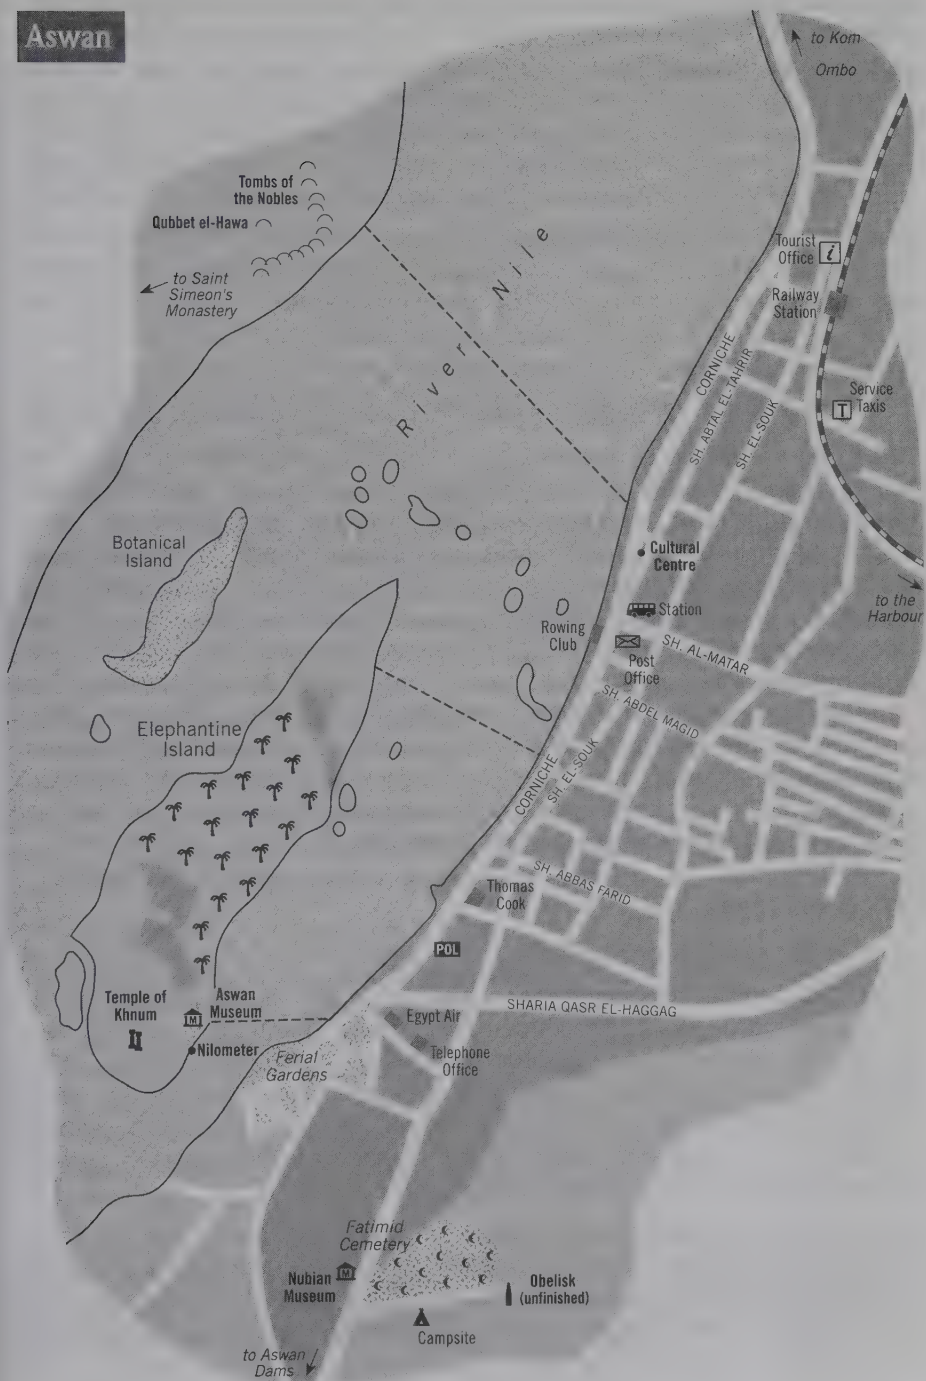 Aswan
to Kom
Ombo
Tombs of
the Nobles
Qubbet el-Hawa
to Saint
Simeon's
Monastery
River Nile
Tourist
Office
i
Railway
Station
CORNICHE
SH. ABTAL EL-TAHRIR
SH. EL-SOUK
Service
Taxis
T
Botanical
Island
Cultural
Centre
Station
to the
Harbour
Rowing
Club
Post
Office
SH. AL-MATAR
SH. ABDEL MAGID
Elephantine
Island
CORNICHE
SH. EL-SOUK
SH. ABBAS FARID
Thomas
Cook
POL
Temple of
Khnum
Aswan
Museum
M
Nilometer
SHARIA QASR EL-HAGGAG
Egypt Air
Telephone
Office
Ferial
Gardens
Fatimid
Cemetery
Nubian
Museum
M
Obelisk
(unfinished)
Campsite
to Aswan
Dams